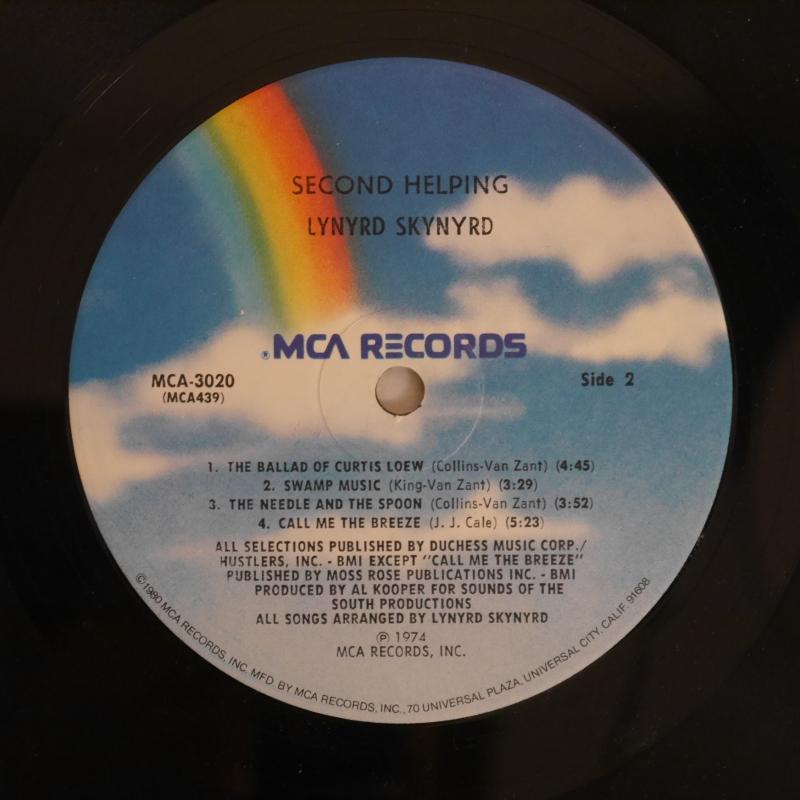 SECOND HELPING
LYNYRD SKYNYRD
®MCA RECORDS
MCA-3020
(MCA439)
Side 2
1. THE BALLAD OF CURTIS LOEW (Collins-Van Zant) (4:45)
2. SWAMP MUSIC (King-Van Zant) (3:29)
3. THE NEEDLE AND THE SPOON (Collins-Van Zant) (3:52)
4. CALL ME THE BREEZE (J. J. Cale) (5:23)
ALL SELECTIONS PUBLISHED BY DUCHESS MUSIC CORP./
HUSTLERS, INC. - BMI EXCEPT "CALL ME THE BREEZE"
PUBLISHED BY MOSS ROSE PUBLICATIONS INC. - BMI
PRODUCED BY AL KOOPER FOR SOUNDS OF THE
SOUTH PRODUCTIONS
ALL SONGS ARRANGED BY LYNYRD SKYNYRD
℗ 1974
MCA RECORDS, INC.
©1980 MCA RECORDS, INC. MFD. BY MCA RECORDS, INC., 70 UNIVERSAL PLAZA, UNIVERSAL CITY, CALIF. 91608